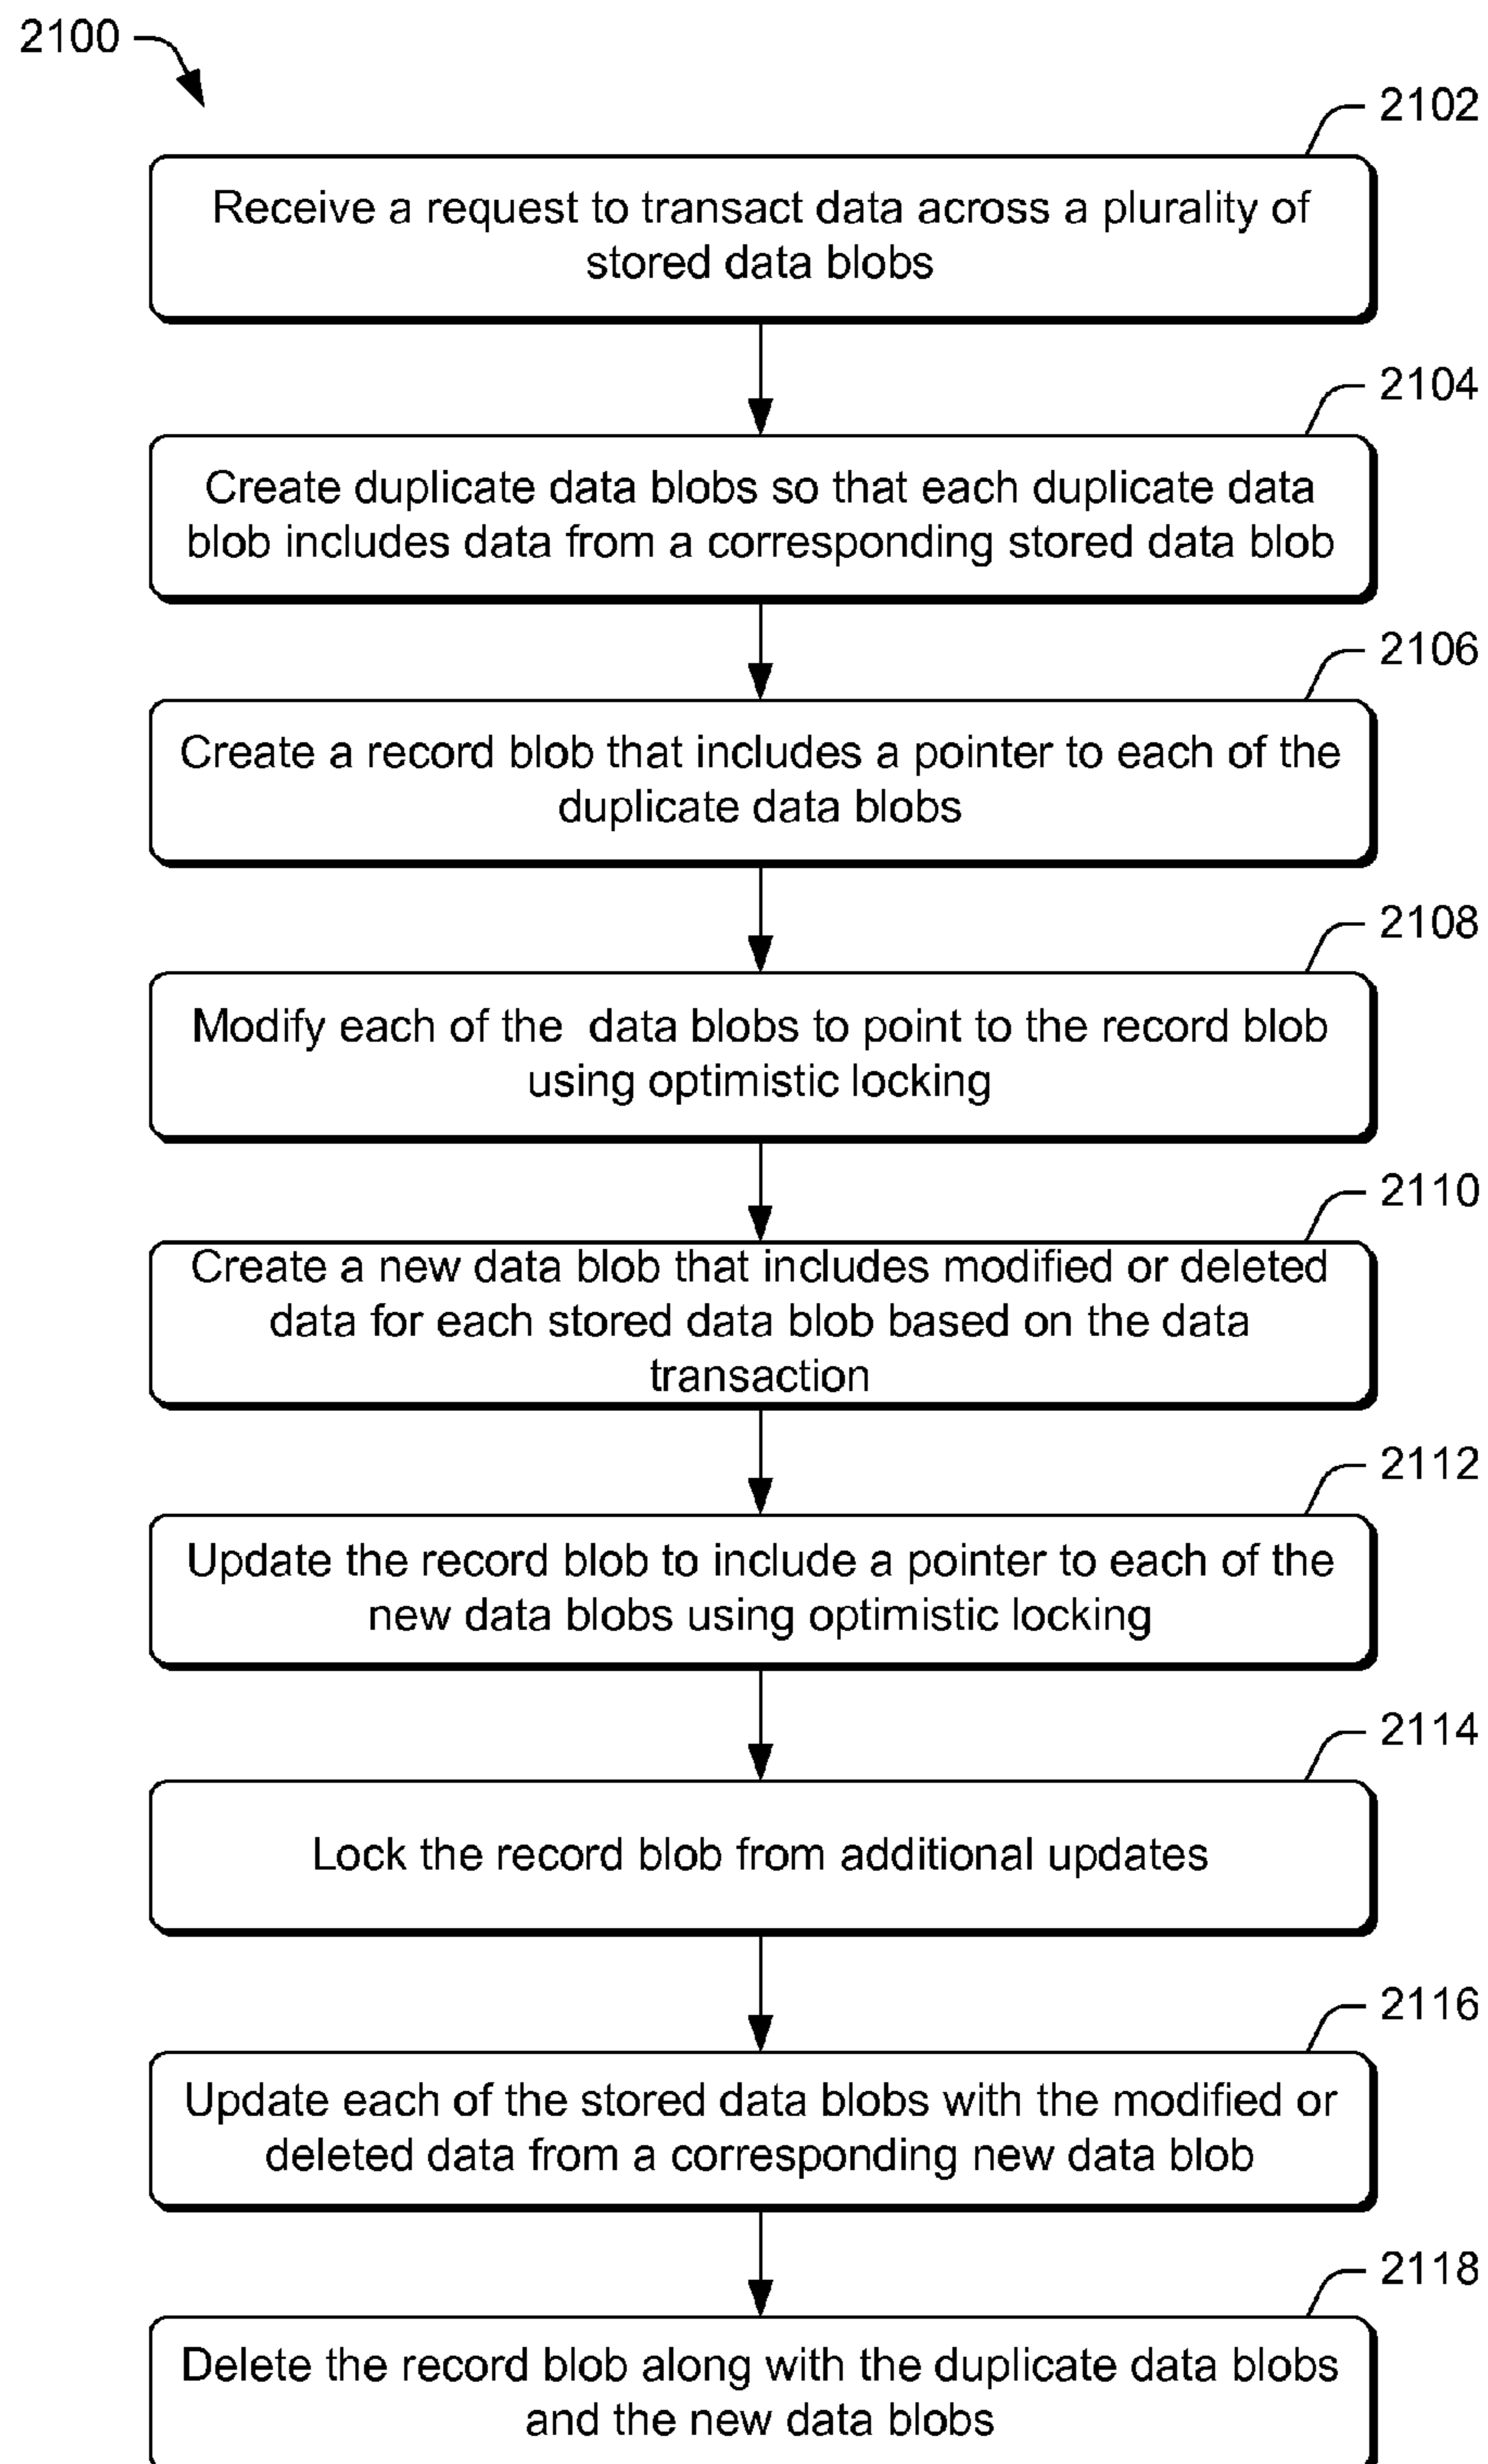 2100
2102
Receive a request to transact data across a plurality of
stored data blobs
2104
Create duplicate data blobs so that each duplicate data
blob includes data from a corresponding stored data blob
2106
Create a record blob that includes a pointer to each of the
duplicate data blobs
2108
Modify each of the data blobs to point to the record blob
using optimistic locking
2110
Create a new data blob that includes modified or deleted
data for each stored data blob based on the data
transaction
2112
Update the record blob to include a pointer to each of the
new data blobs using optimistic locking
2114
Lock the record blob from additional updates
2116
Update each of the stored data blobs with the modified or
deleted data from a corresponding new data blob
2118
Delete the record blob along with the duplicate data blobs
and the new data blobs